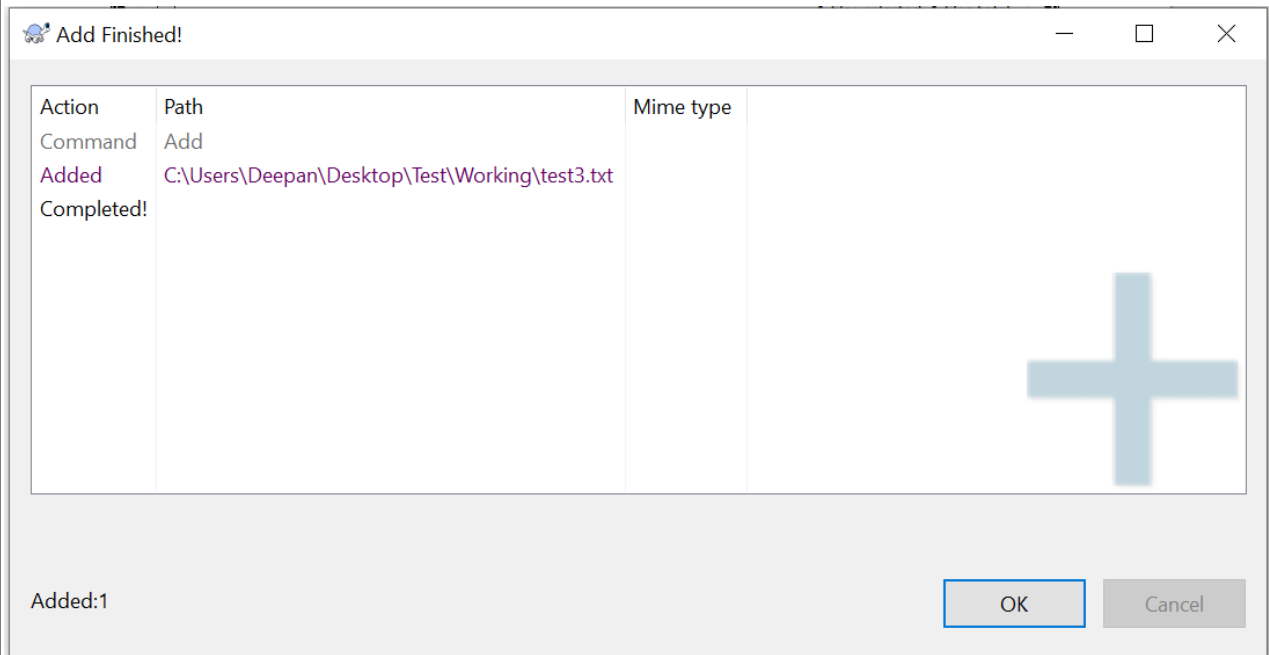 Add Finished!
Action Path Mime type
Command Add
Added C:\Users\Deepan\Desktop\Test\Working\test3.txt
Completed!
Added:1
OK Cancel